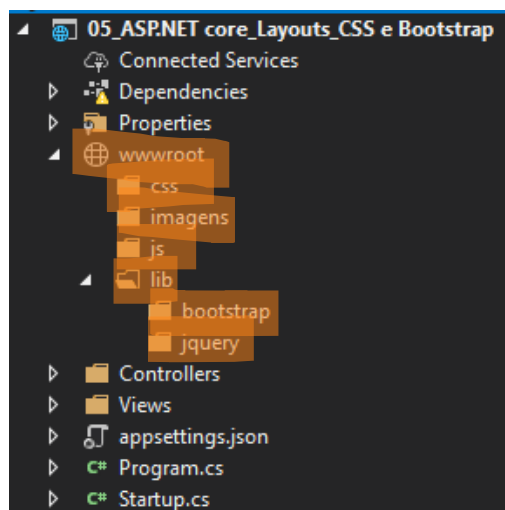 05_ASP.NET core_Layouts_CSS e Bootstrap
Connected Services
Dependencies
Properties
wwwroot
css
imagens
js
lib
bootstrap
jquery
Controllers
Views
appsettings.json
C# Program.cs
C# Startup.cs